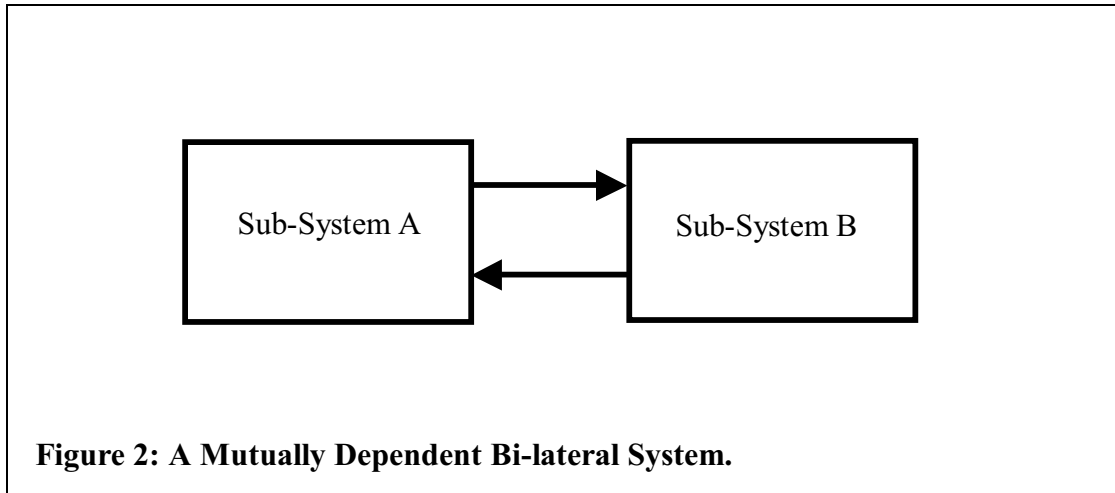 Sub-System A
Sub-System B
Figure 2: A Mutually Dependent Bi-lateral System.